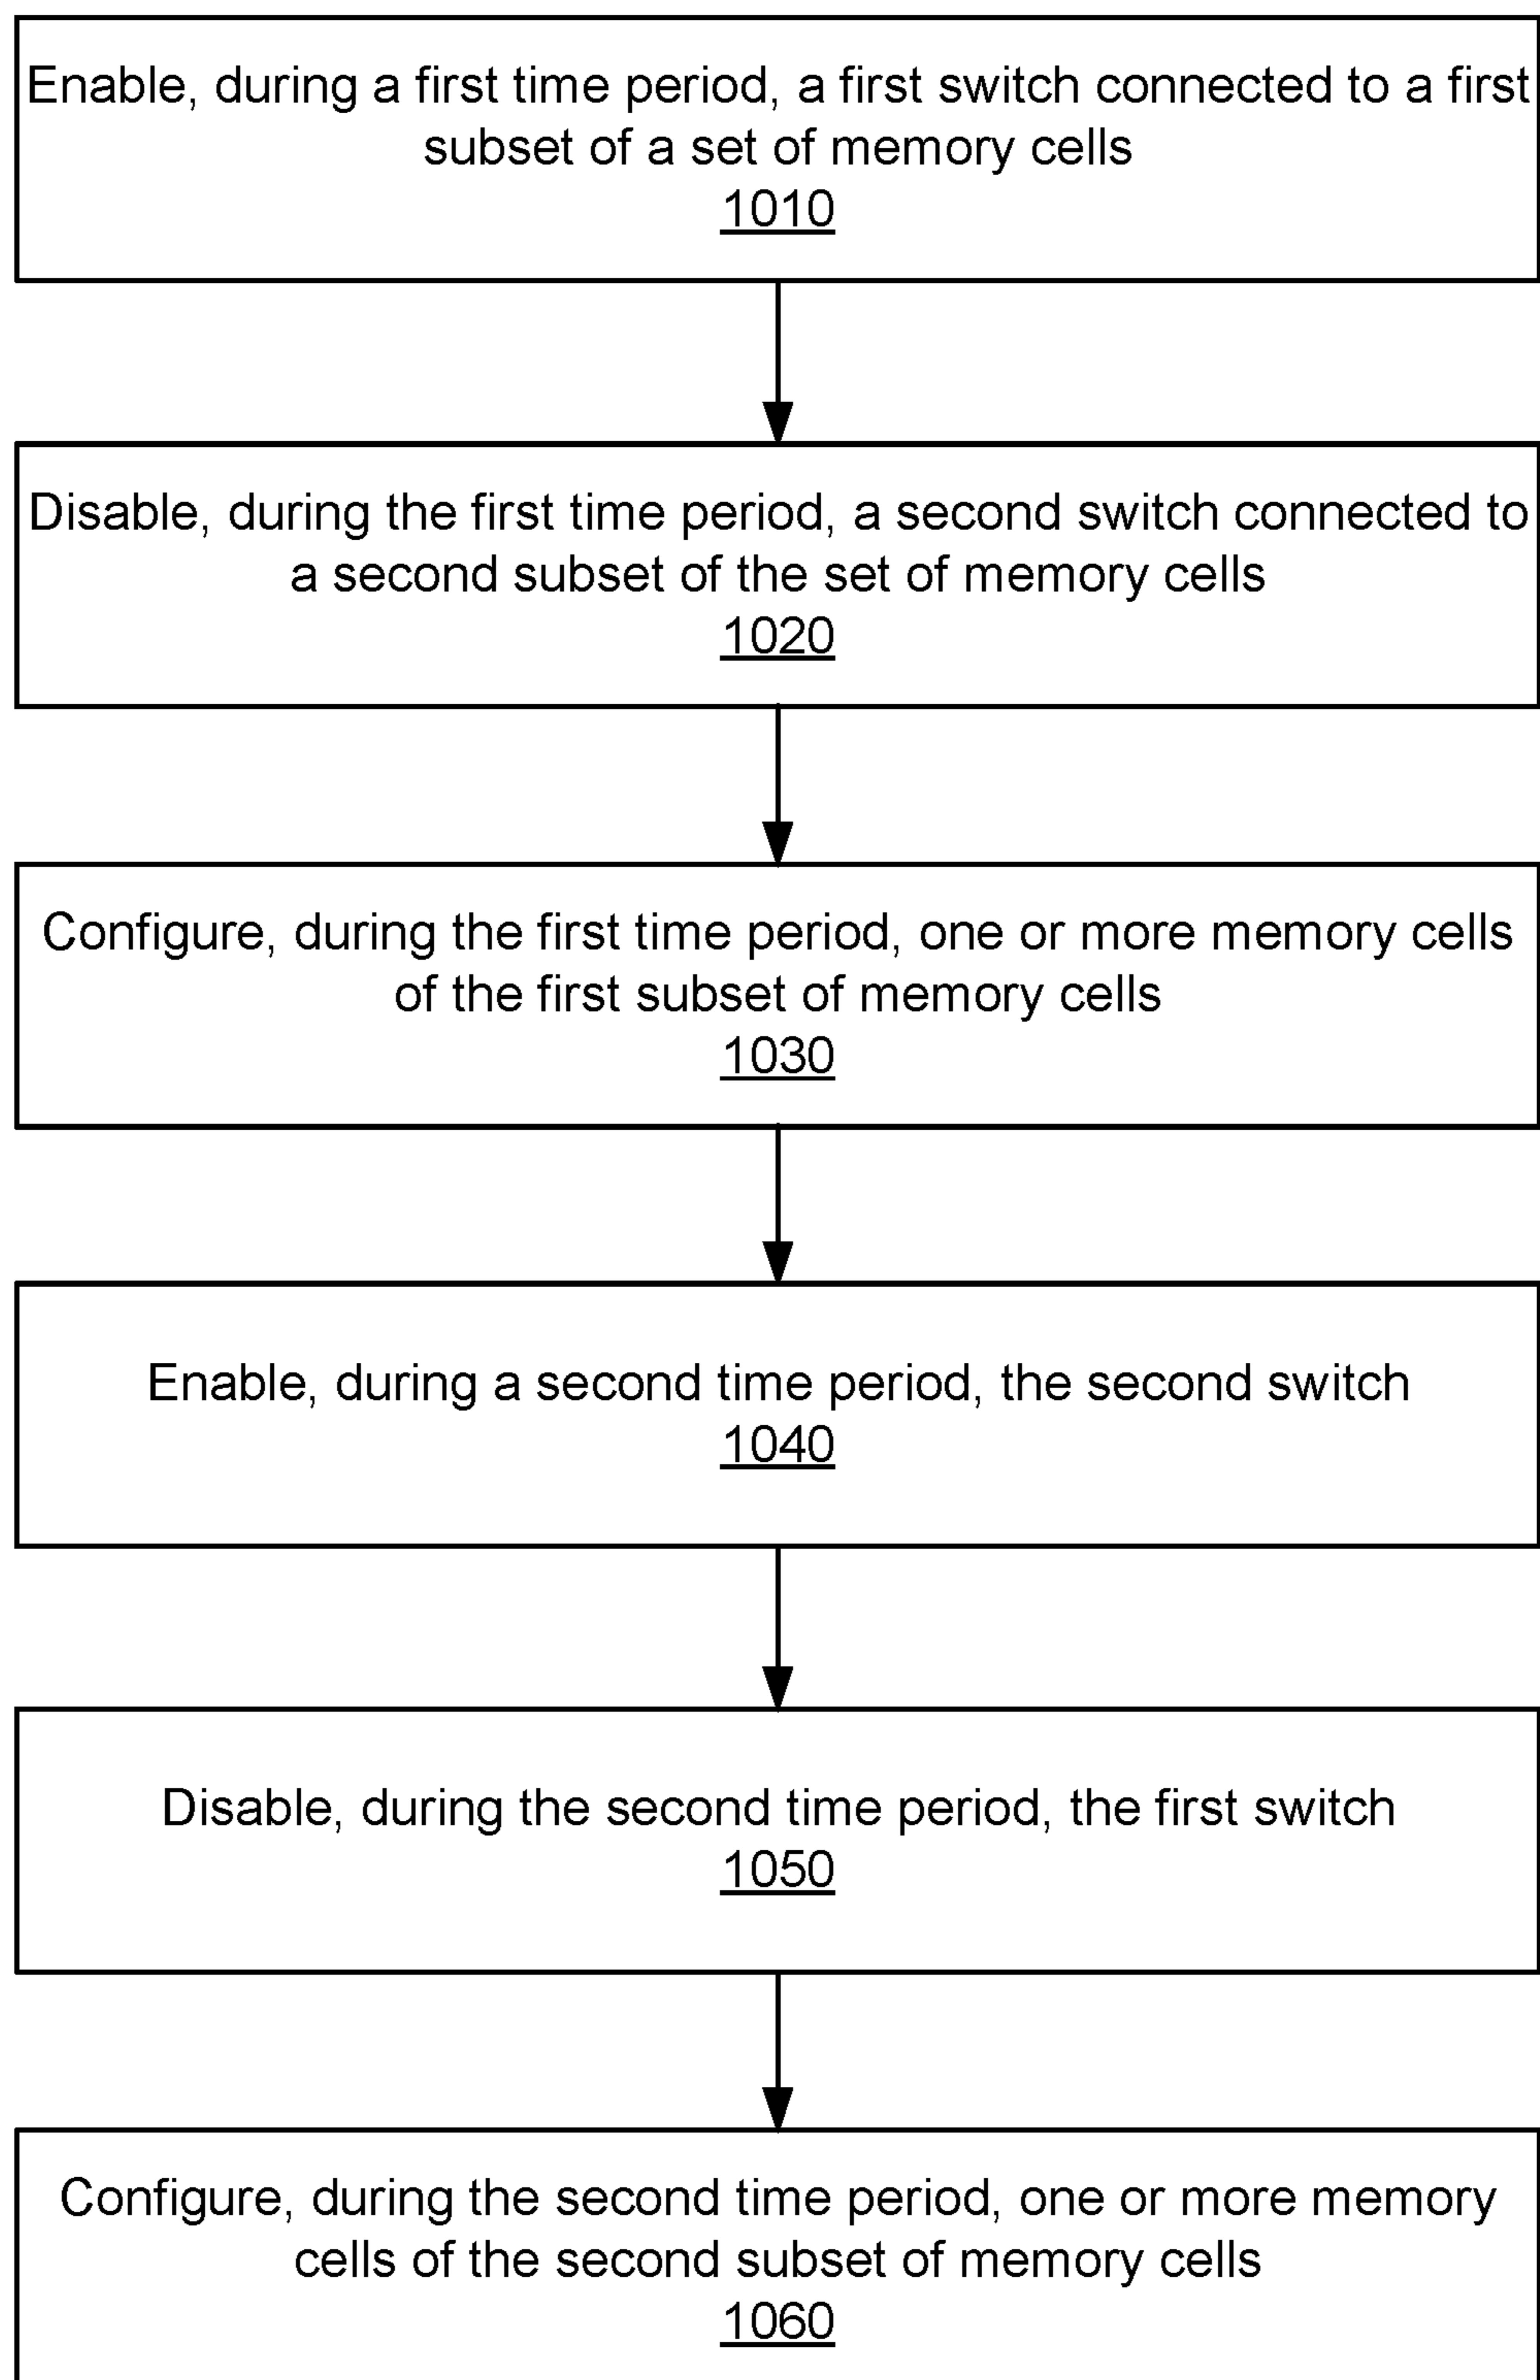 Enable, during a first time period, a first switch connected to a first
subset of a set of memory cells
1010
Disable, during the first time period, a second switch connected to
a second subset of the set of memory cells
1020
Configure, during the first time period, one or more memory cells
of the first subset of memory cells
1030
Enable, during a second time period, the second switch
1040
Disable, during the second time period, the first switch
1050
Configure, during the second time period, one or more memory
cells of the second subset of memory cells
1060